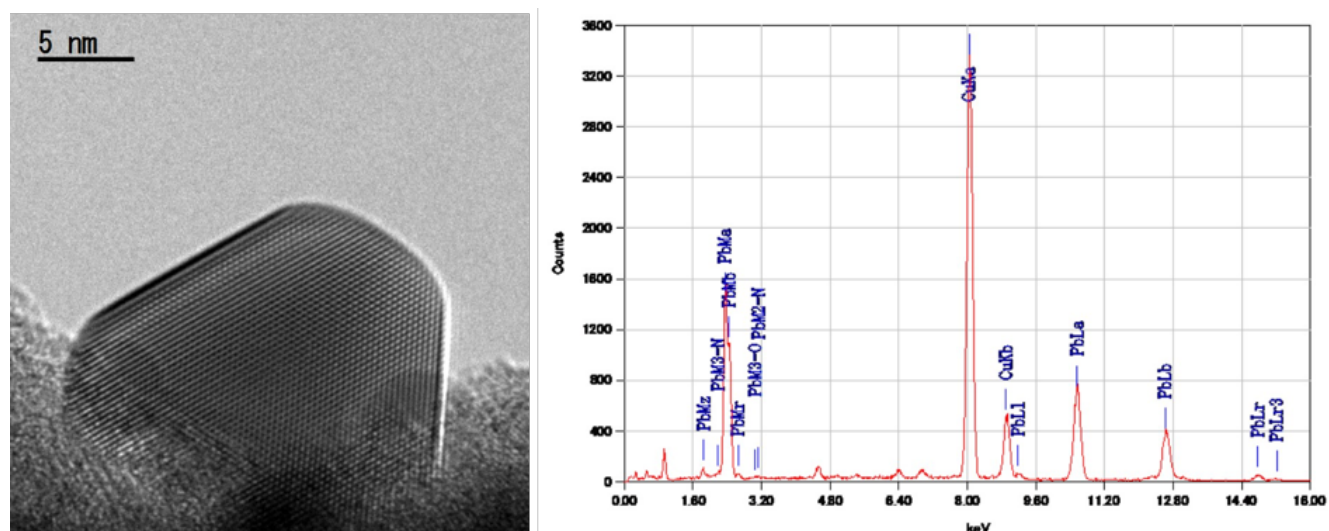 5 nm
3600
3200
2800
2400
2000
1600
1200
800
400
0
Counts
PbMz
PbM3-N
PbMb PbMa
PbMr
PbM3-O
PbM2-N
CuKa
CuKb
PbLl
PbLa
PbLb
PbLr
PbLr3
0.00 1.60 3.20 4.80 6.40 8.00 9.60 11.20 12.80 14.40 16.00
keV